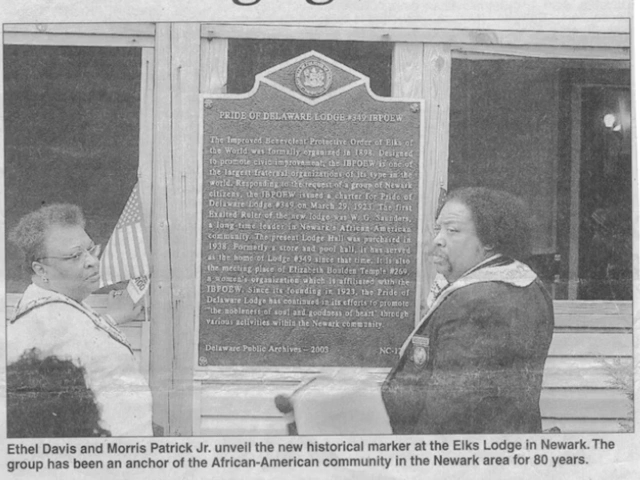 PRIDE OF DELAWARE LODGE #349 IBPOEW
The Improved Benevolent Protective Order of Elks of
the World was formally organized in 1898. Designed
to promote civic improvement, the IBPOEW is one of
the largest fraternal organizations of its type in the
world. Responding to the request of a group of Newark
citizens, the IBPOEW issued a charter for Pride of
Delaware Lodge #349 on March 29, 1923. The first
Exalted Ruler of the new lodge was Saunders,
a long-time leader in Newark's African-American
community. The present Lodge Hall was purchased in
1938. Formerly a store and pool hall, it has served
as the home of Lodge #349 since that time. It is also
the meeting place of Elizabeth Boulden Temple #269,
a women's organization which is affiliated with the
IBPOEW. Since its founding in 1923, the Pride of
Delaware Lodge has continued in its efforts to promote
"the nobleness of soul and goodness of heart" through
various activities within the Newark community.
Delaware Public Archives – 2003 NC-1
Ethel Davis and Morris Patrick Jr. unveil the new historical marker at the Elks Lodge in Newark. The
group has been an anchor of the African-American community in the Newark area for 80 years.